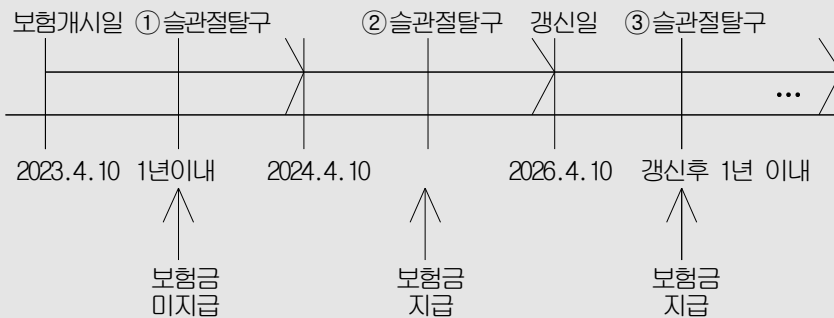 보험개시일 ①슬관절탈구 ②슬관절탈구 갱신일 ③슬관절탈구
...
2023.4.10 1년이내 2024.4.10 2026.4.10 갱신후 1년 이내
보험금 보험금 보험금
미지급 지급 지급